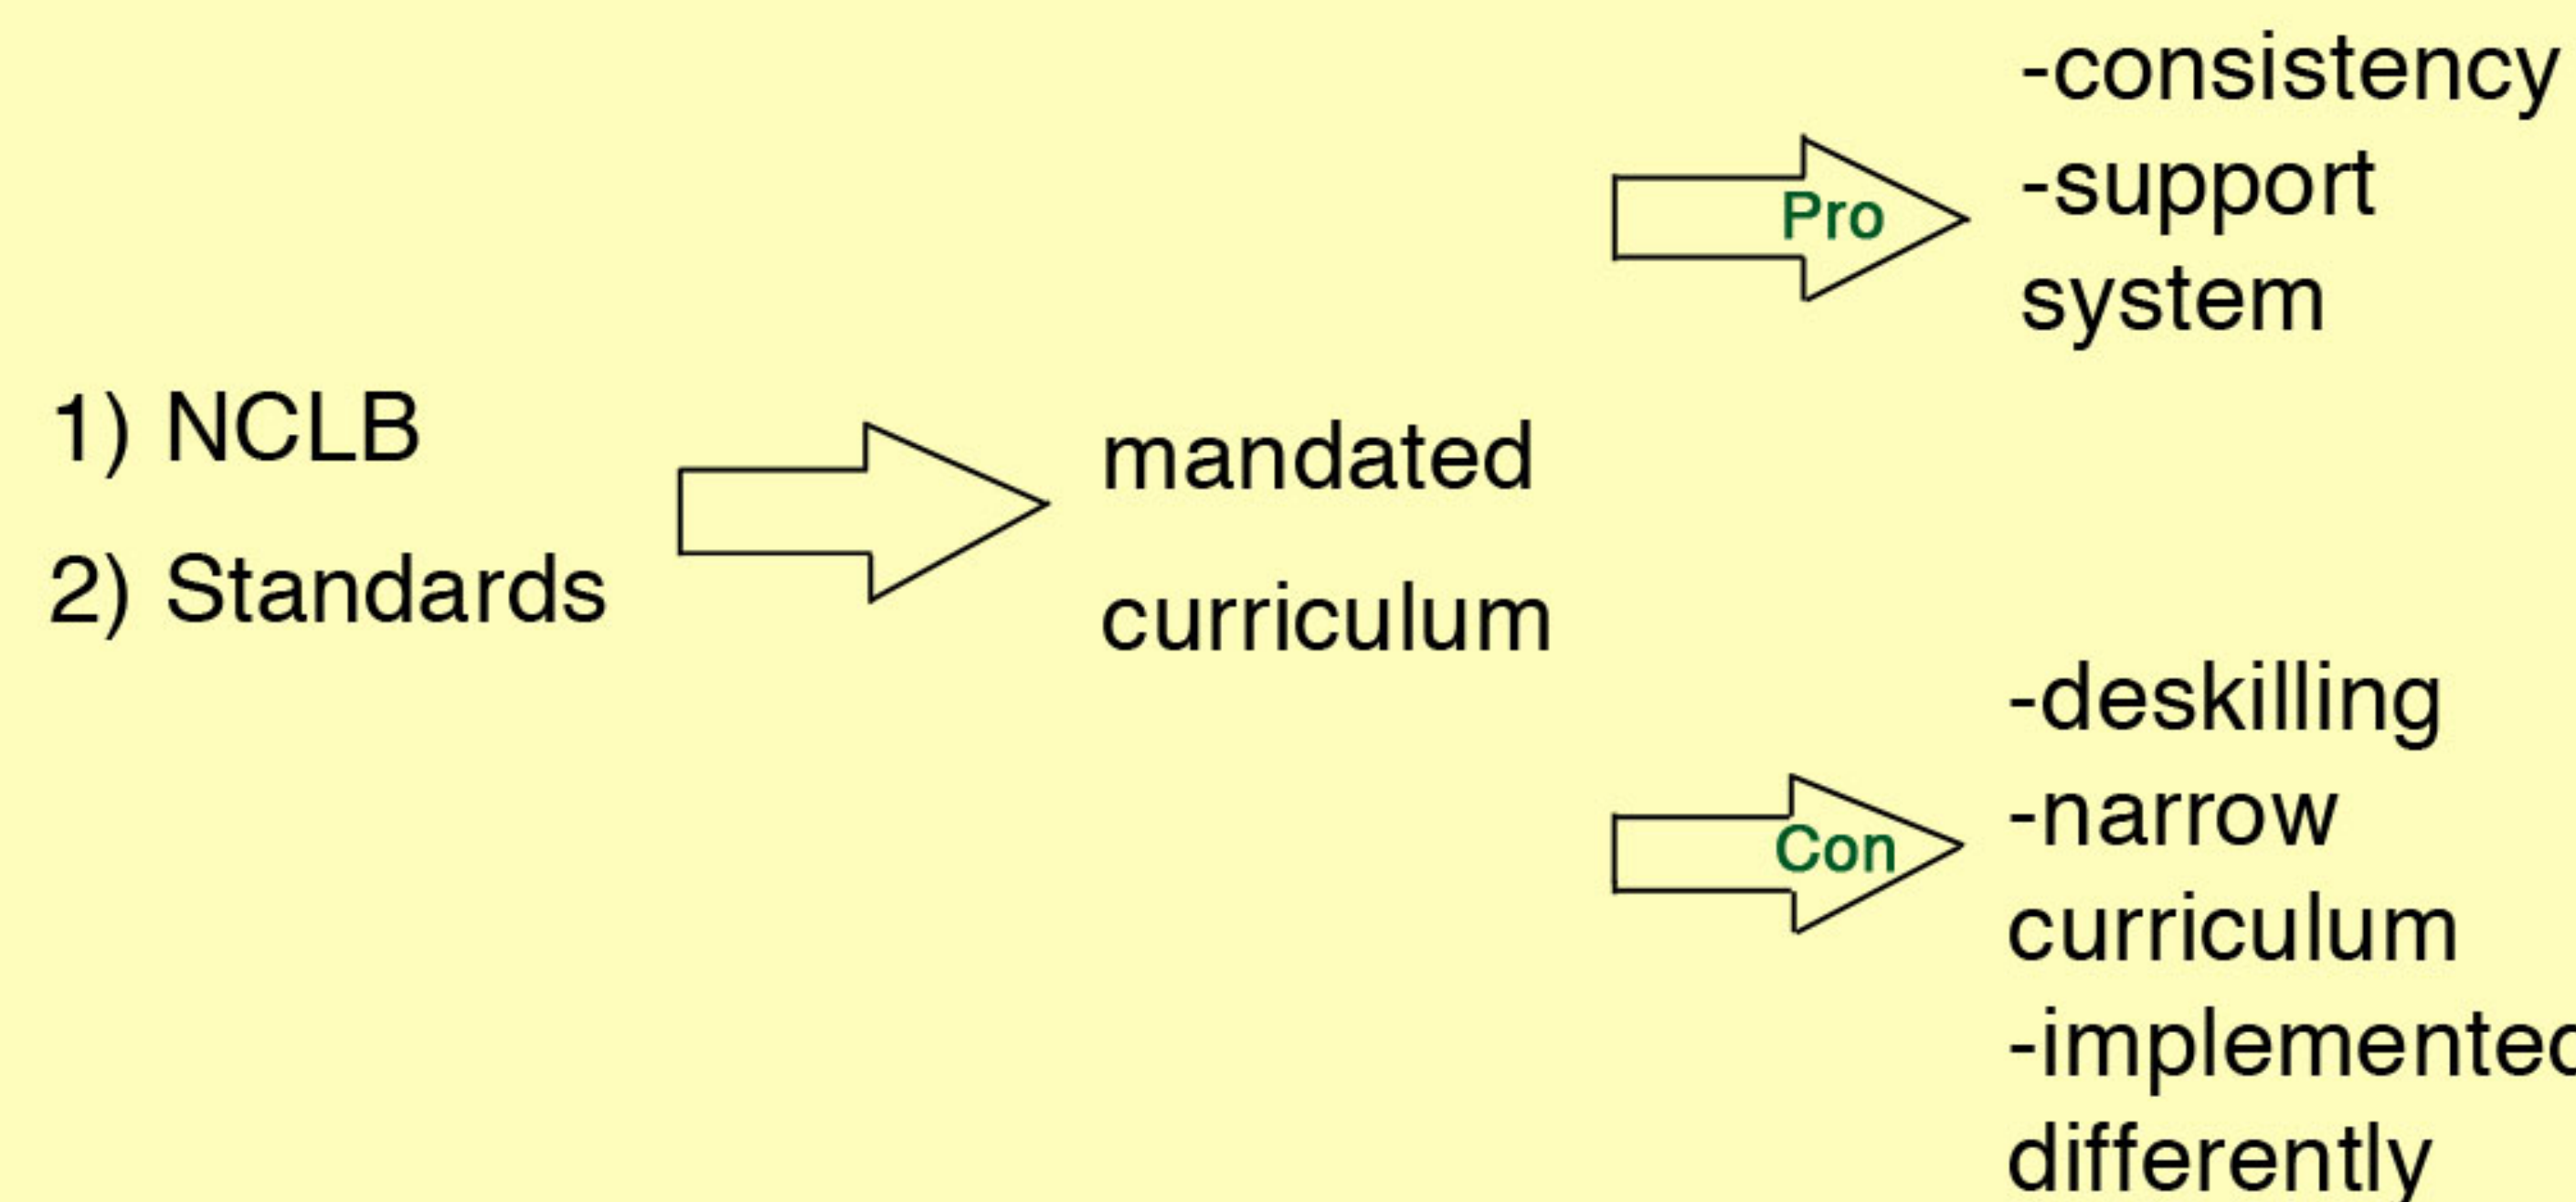 1) NCLB
2) Standards
mandated
curriculum
Pro
-consistency
-support
system
Con
-deskilling
-narrow
curriculum
-implemented
differently